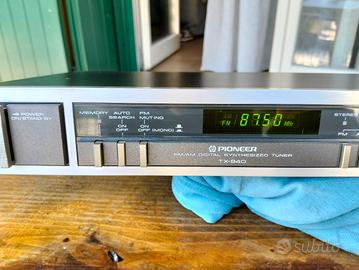 POWER
ON/STAND BY
MEMORY
AUTO SEARCH
FM MUTING
ON
OFF
ON
OFF (MONO)
FM
87.50 MHz
STEREO
PIONEER
FM/AM DIGITAL SYNTHESIZED TUNER
TX-940
subito